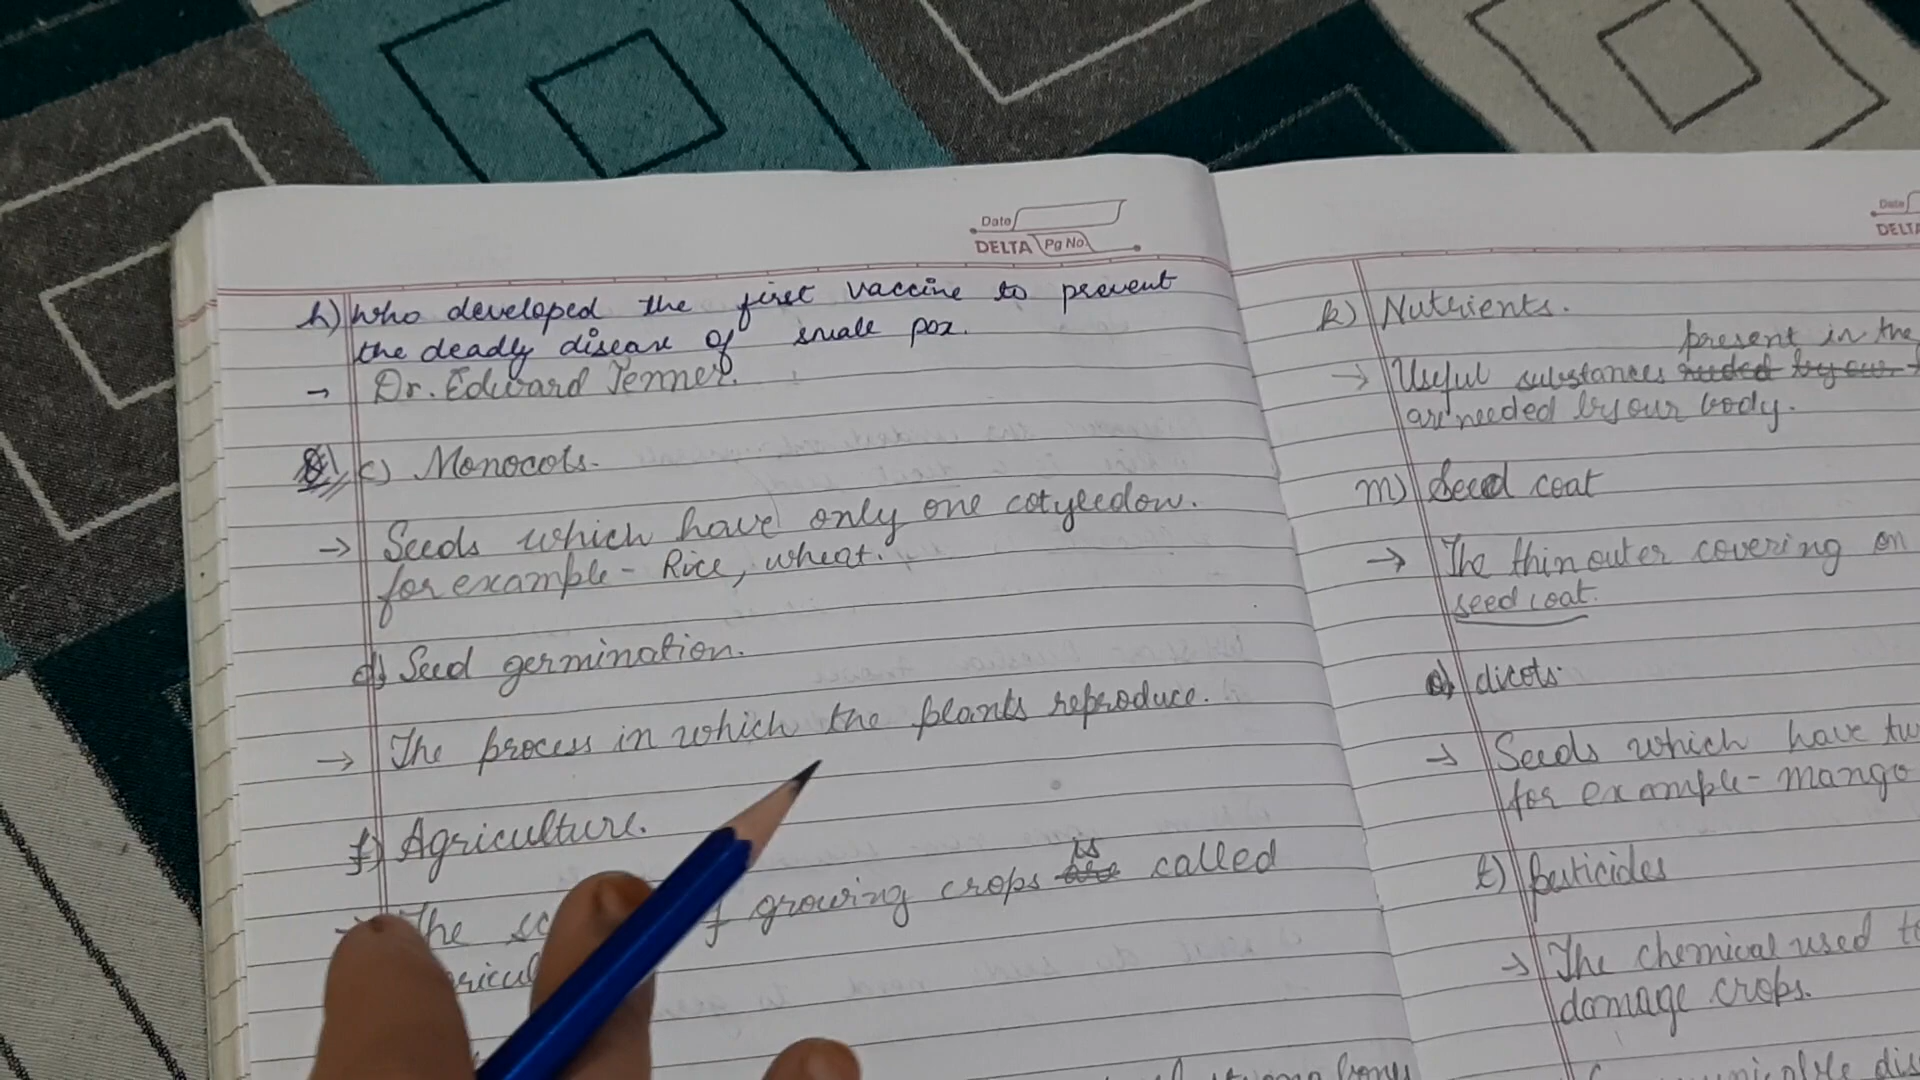 Date
DELTA Pg No
h) Who developed the first vaccine to prevent
the deadly disease of small pox.
→ Dr. Edward Jenner.
c) Monocots.
→ Seeds which have only one cotyledon.
for example - Rice, wheat.
d) Seed germination.
→ The process in which the plants reproduce.
f) Agriculture.
→ The growing crops is called
Date
DELTA
k) Nutrients.
present in the
→ Useful substances needed by our
are needed by our body.
m) Seed coat
→ The thin outer covering on
seed coat.
dicots.
→ Seeds which have
for example - mango
t) pesticides
→ The chemical used
damage crops.